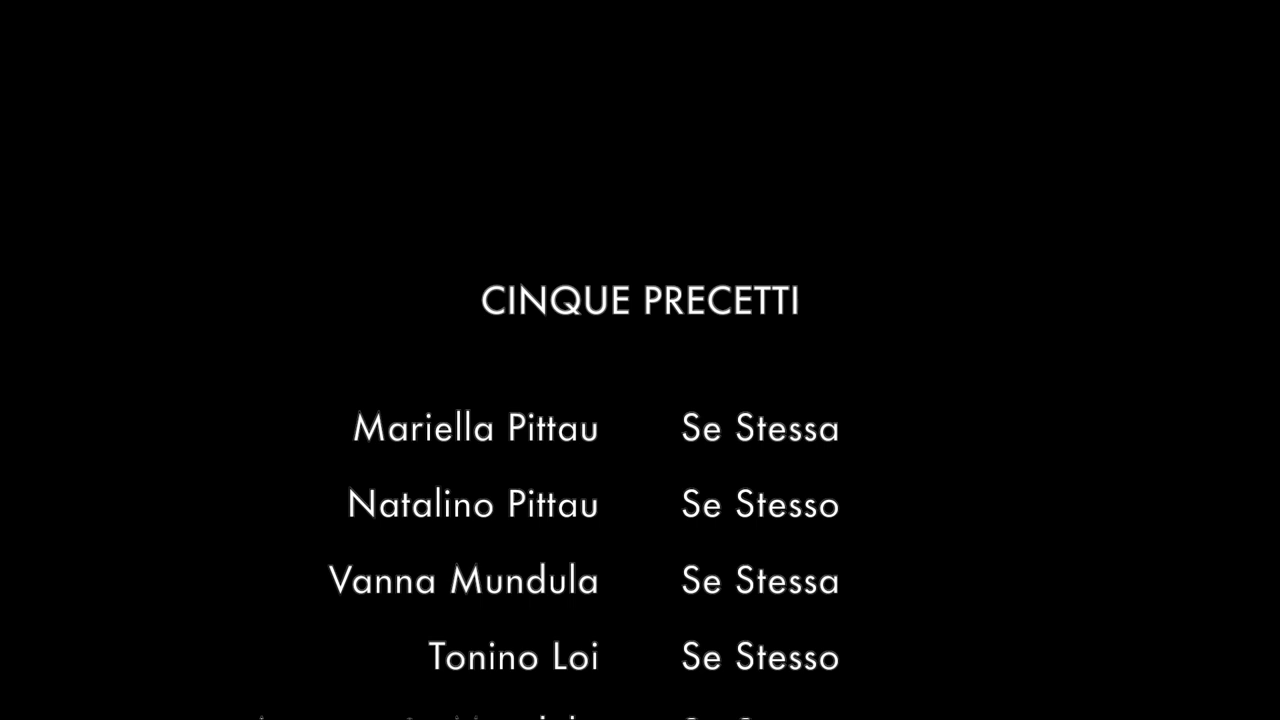 CINQUE PRECETTI
Mariella Pittau Se Stessa
Natalino Pittau Se Stesso
Vanna Mundula Se Stessa
Tonino Loi Se Stesso